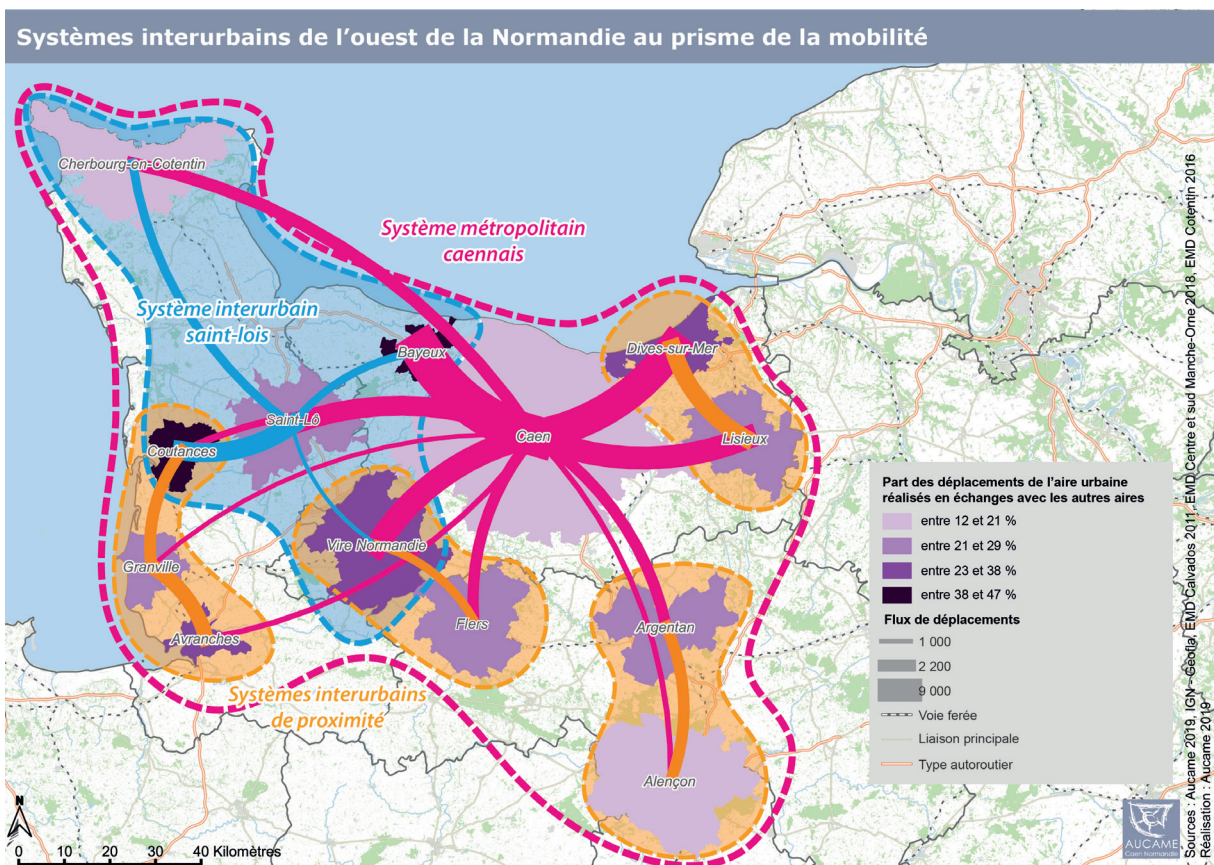 Systèmes interurbains de l'ouest de la Normandie au prisme de la mobilité
Cherbourg-en-Cotentin
Système métropolitain
caennais
Système interurbain
saint-lois
Bayeux
Dives-sur-Mer
Saint-Lô
Caen
Lisieux
Coutances
Vire Normandie
Granville
Flers
Argentan
Avranches
Systèmes interurbains
de proximité
Alençon
Part des déplacements de l'aire urbaine
réalisés en échanges avec les autres aires
entre 12 et 21 %
entre 21 et 29 %
entre 23 et 38 %
entre 38 et 47 %
Flux de déplacements
1 000
2 200
9 000
Voie ferée
Liaison principale
Type autoroutier
N
0 10 20 40 Kilomètres
AUCAME
Caen Normandie
Sources : Aucame 2019, IGN - Géofla, EMD Calvados 2011, EMD Centre et sud Manche-Orne 2018, EMD Cotentin 2016
Réalisation : Aucame 2019